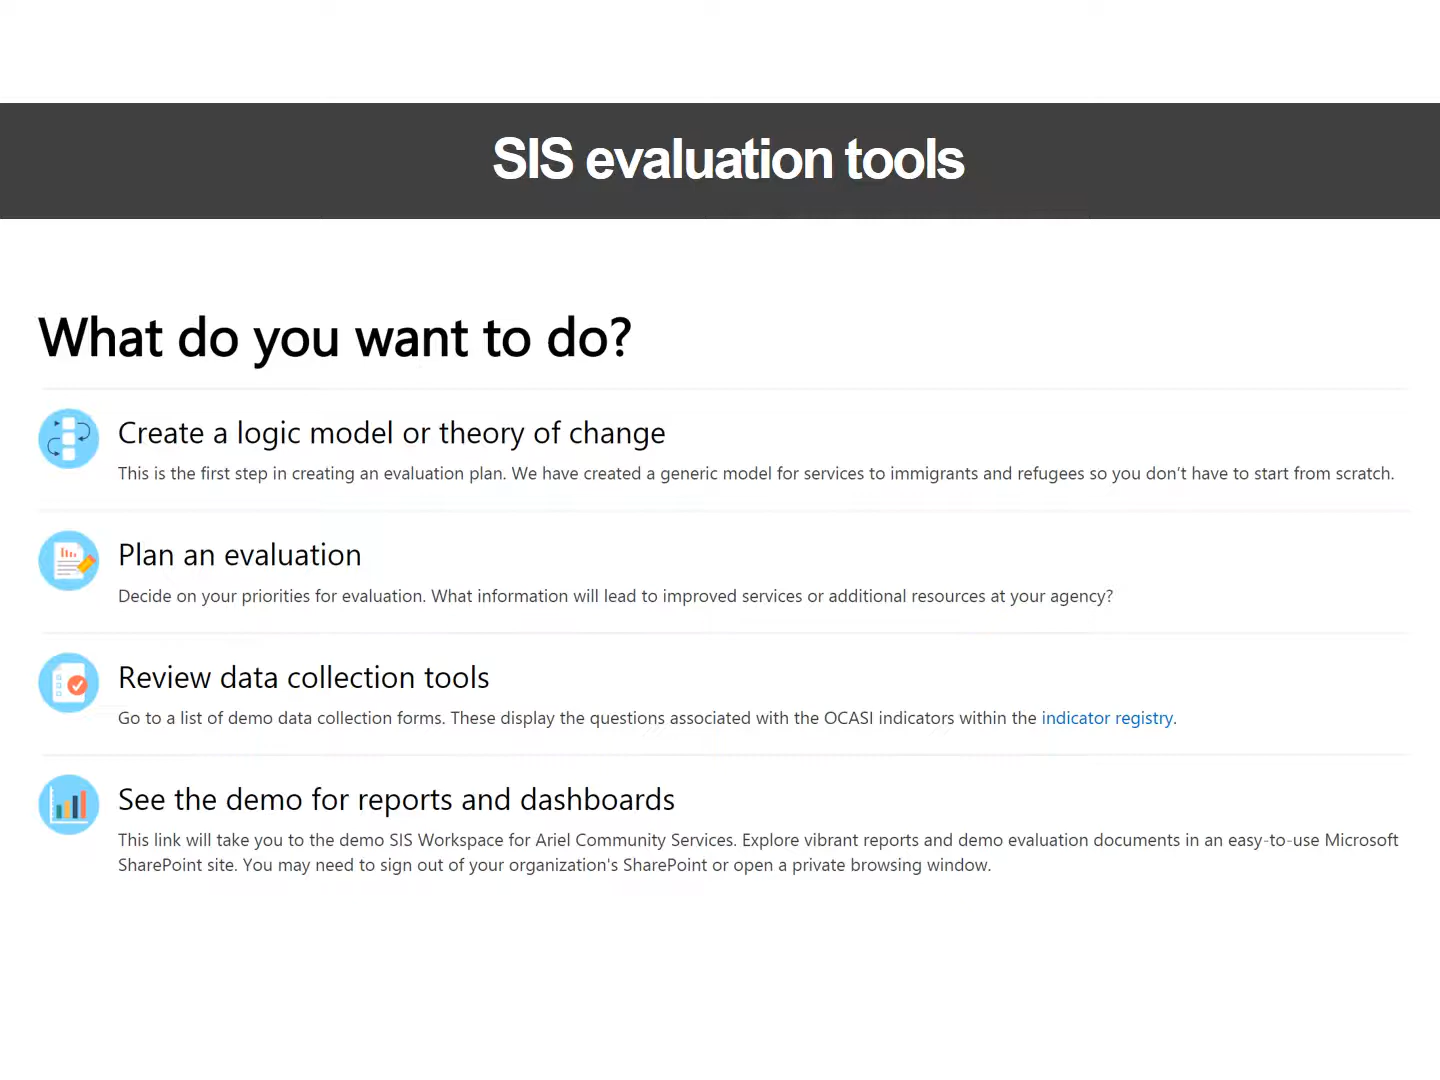 SIS evaluation tools
What do you want to do?
Create a logic model or theory of change
This is the first step in creating an evaluation plan. We have created a generic model for services to immigrants and refugees so you don’t have to start from scratch.
Plan an evaluation
Decide on your priorities for evaluation. What information will lead to improved services or additional resources at your agency?
Review data collection tools
Go to a list of demo data collection forms. These display the questions associated with the OCASI indicators within the indicator registry.
See the demo for reports and dashboards
This link will take you to the demo SIS Workspace for Ariel Community Services. Explore vibrant reports and demo evaluation documents in an easy-to-use Microsoft
SharePoint site. You may need to sign out of your organization's SharePoint or open a private browsing window.